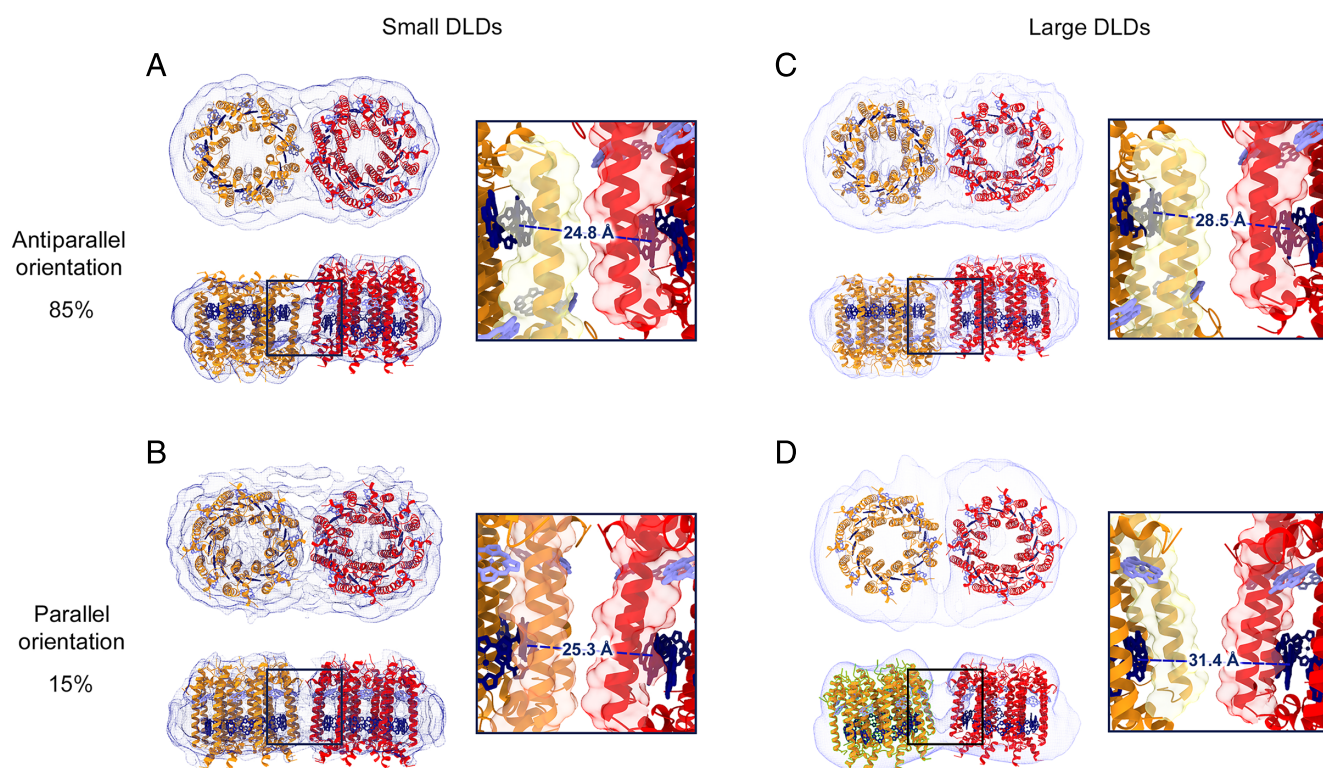 Small DLDs
Large DLDs
A
C
24.8 Å
28.5 Å
Antiparallel
orientation
85%
B
D
25.3 Å
31.4 Å
Parallel
orientation
15%